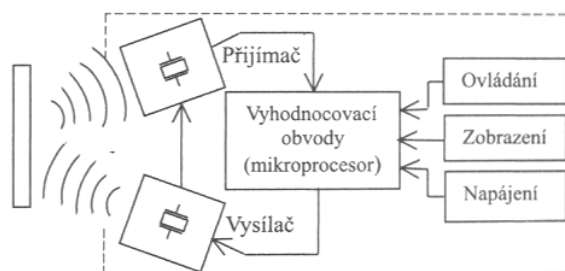 Přijímač
Vyhodnocovací
obvody
(mikroprocesor)
Vysílač
Ovládání
Zobrazení
Napájení